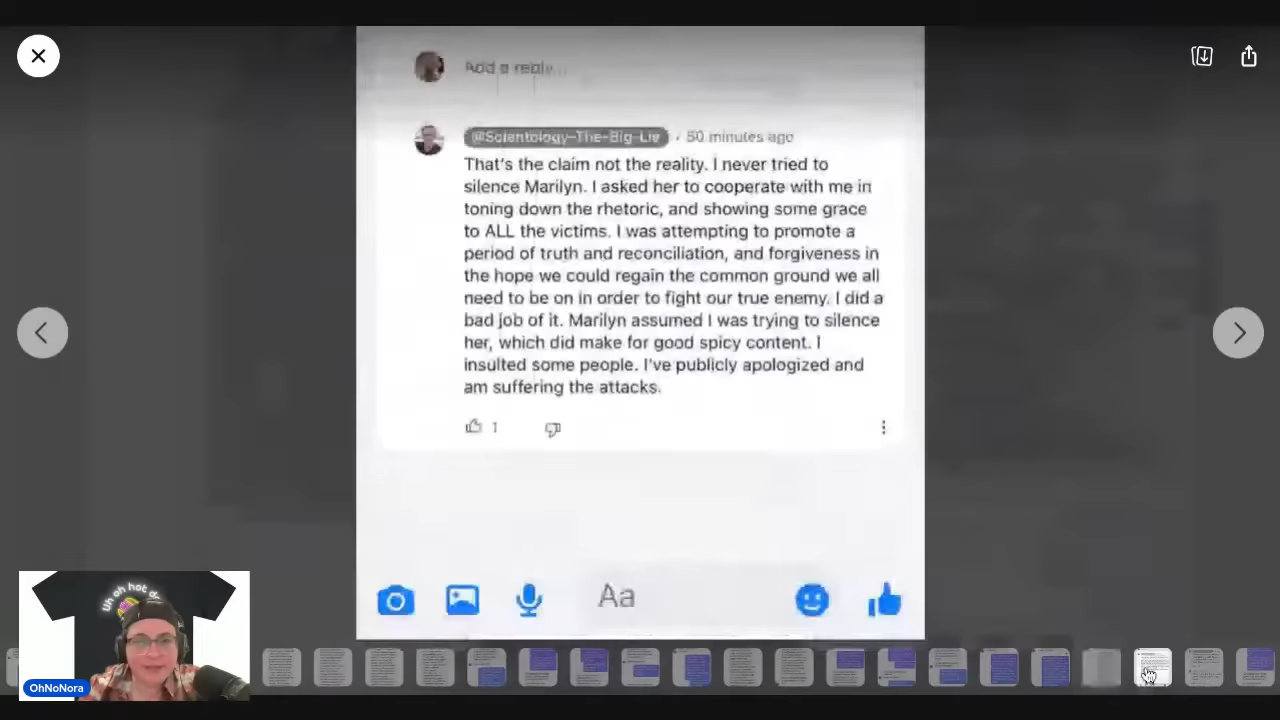 Add a reply...
@Scientology-The-Big-Lie · 50 minutes ago
That's the claim not the reality. I never tried to
silence Marilyn. I asked her to cooperate with me in
toning down the rhetoric, and showing some grace
to ALL the victims. I was attempting to promote a
period of truth and reconciliation, and forgiveness in
the hope we could regain the common ground we all
need to be on in order to fight our true enemy. I did a
bad job of it. Marilyn assumed I was trying to silence
her, which did make for good spicy content. I
insulted some people. I've publicly apologized and
am suffering the attacks.
1
Aa
uh oh hot
OhNoNora